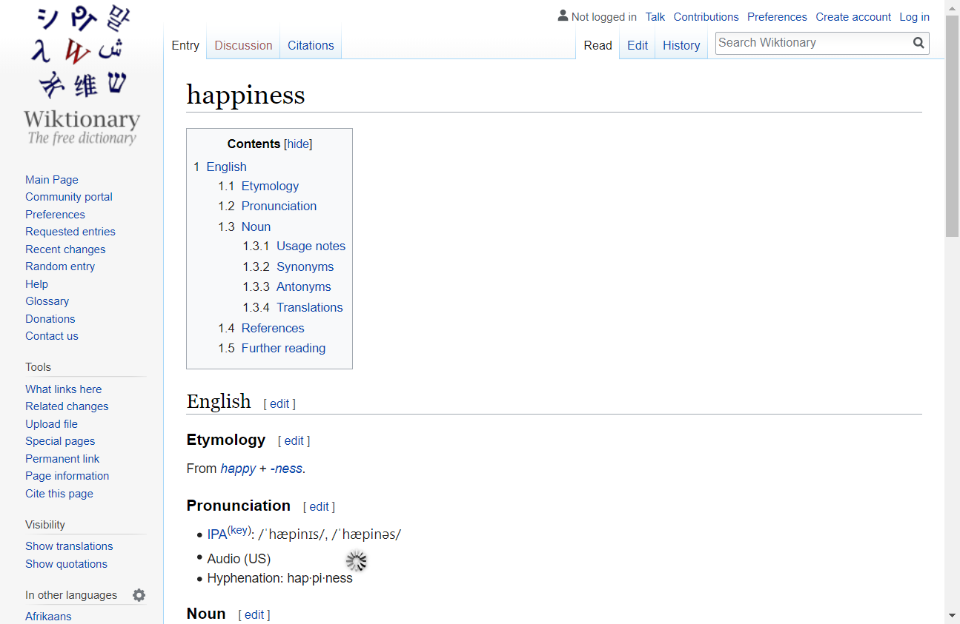 Not logged in Talk Contributions Preferences Create account Log in
Entry Discussion Citations Read Edit History Search Wiktionary
Wiktionary
The free dictionary
Main Page
Community portal
Preferences
Requested entries
Recent changes
Random entry
Help
Glossary
Donations
Contact us
Tools
What links here
Related changes
Upload file
Special pages
Permanent link
Page information
Cite this page
Visibility
Show translations
Show quotations
In other languages
Afrikaans
happiness
Contents [hide]
1 English
1.1 Etymology
1.2 Pronunciation
1.3 Noun
1.3.1 Usage notes
1.3.2 Synonyms
1.3.3 Antonyms
1.3.4 Translations
1.4 References
1.5 Further reading
English [ edit ]
Etymology [ edit ]
From happy + -ness.
Pronunciation [ edit ]
• IPA(key): /ˈhæpinɪs/, /ˈhæpinəs/
• Audio (US)
• Hyphenation: hap·pi·ness
Noun [ edit ]